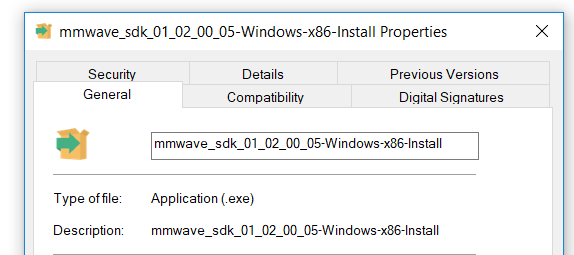 mmwave_sdk_01_02_00_05-Windows-x86-Install Properties
Security Details Previous Versions
General Compatibility Digital Signatures
mmwave_sdk_01_02_00_05-Windows-x86-Install
Type of file: Application (.exe)
Description: mmwave_sdk_01_02_00_05-Windows-x86-Install